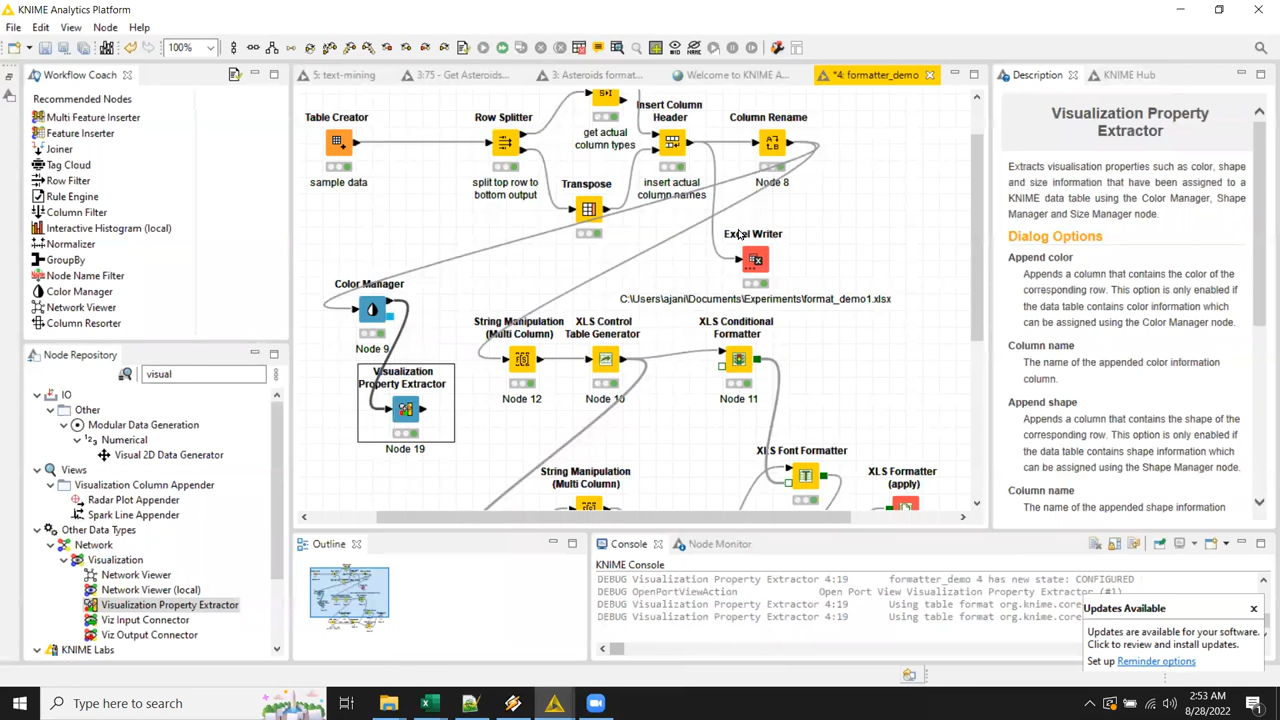 KNIME Analytics Platform
File Edit View Node Help
100%
Workflow Coach
Recommended Nodes
Multi Feature Inserter
Feature Inserter
Joiner
Tag Cloud
Row Filter
Rule Engine
Column Filter
Interactive Histogram (local)
Normalizer
GroupBy
Node Name Filter
Color Manager
Network Viewer
Column Resorter
Node Repository
visual
IO
Other
Modular Data Generation
Numerical
Visual 2D Data Generator
Views
Visualization Column Appender
Radar Plot Appender
Spark Line Appender
Other Data Types
Network
Visualization
Network Viewer
Network Viewer (local)
Visualization Property Extractor
Viz Input Connector
Viz Output Connector
KNIME Labs
5: text-mining
3:75 - Get Asteroids...
3: Asteroids format...
Welcome to KNIME A...
*4: formatter_demo
Table Creator
sample data
Row Splitter
split top row to
bottom output
S>I
get actual
column types
Transpose
Insert Column
Header
insert actual
column names
Column Rename
Node 8
Excel Writer
C:\Users\ajani\Documents\Experiments\format_demo1.xlsx
Color Manager
Node 9
Visualization
Property Extractor
Node 19
String Manipulation
(Multi Column)
Node 12
XLS Control
Table Generator
Node 10
XLS Conditional
Formatter
Node 11
XLS Font Formatter
String Manipulation
(Multi Column)
XLS Formatter
(apply)
Description
KNIME Hub
Visualization Property
Extractor
Extracts visualisation properties such as color, shape
and size information that have been assigned to a
KNIME data table using the Color Manager, Shape
Manager and Size Manager node.
Dialog Options
Append color
Appends a column that contains the color of the
corresponding row. This option is only enabled if
the data table contains color information which
can be assigned using the Color Manager node.
Column name
The name of the appended color information
column.
Append shape
Appends a column that contains the shape of the
corresponding row. This option is only enabled if
the data table contains shape information which
can be assigned using the Shape Manager node.
Column name
The name of the appended shape information
Outline
Console
Node Monitor
KNIME Console
DEBUG Visualization Property Extractor 4:19 formatter_demo 4 has new state: CONFIGURED
DEBUG OpenPortViewAction Open Port View Visualization Property Extractor (#1)
DEBUG Visualization Property Extractor 4:19 Using table format org.knime.core
DEBUG Visualization Property Extractor 4:19 Using table format org.knime.core
Updates Available
Updates are available for your software.
Click to review and install updates.
Set up Reminder options
Type here to search
2:53 AM
8/28/2022